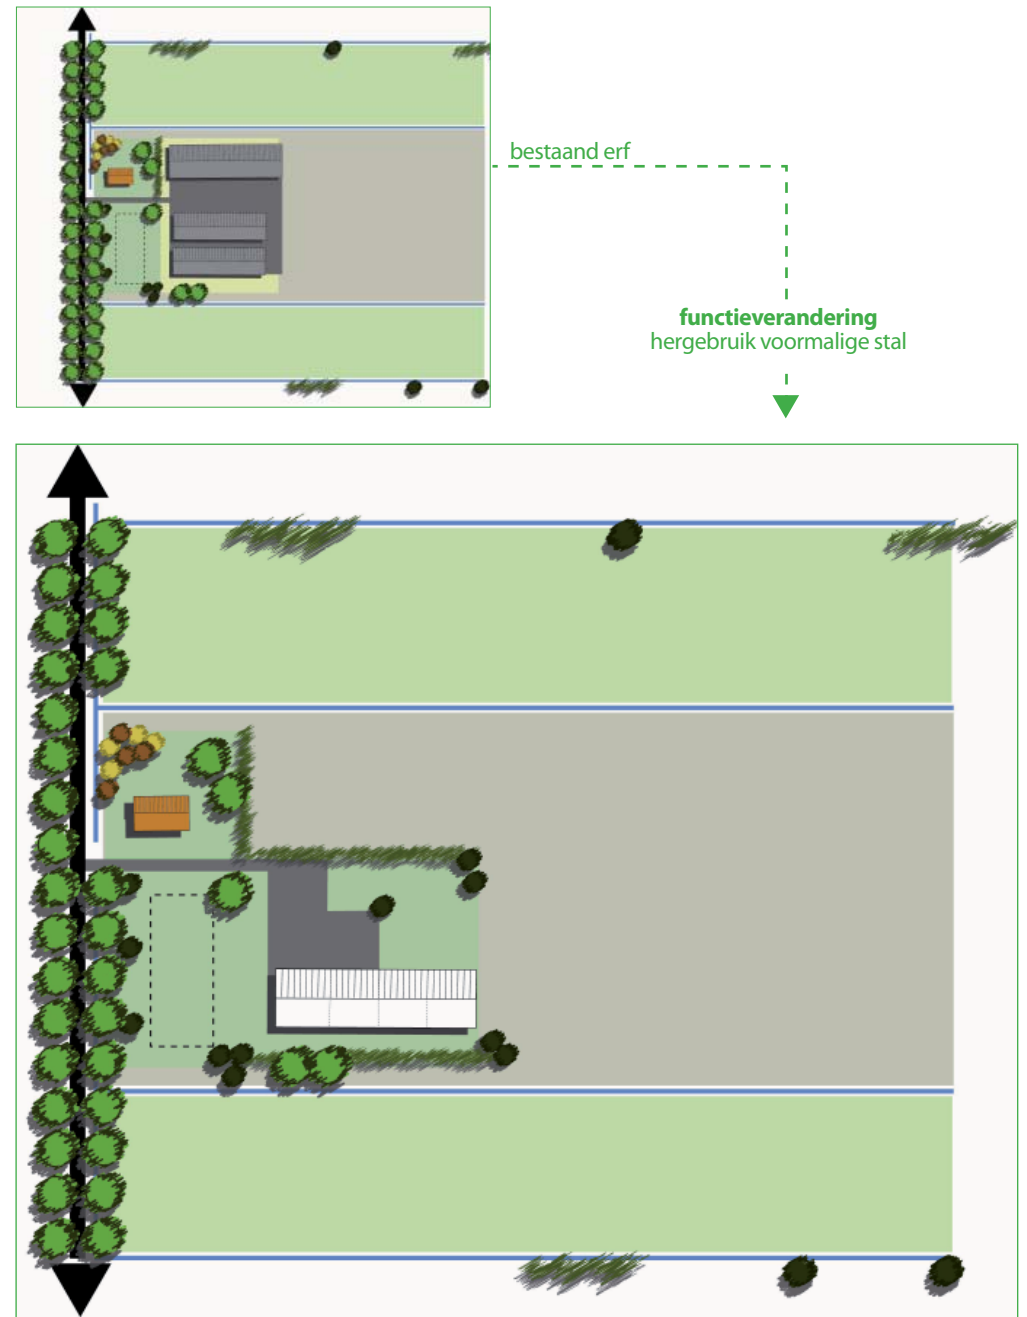 bestaand erf
functieverandering
hergebruik voormalige stal